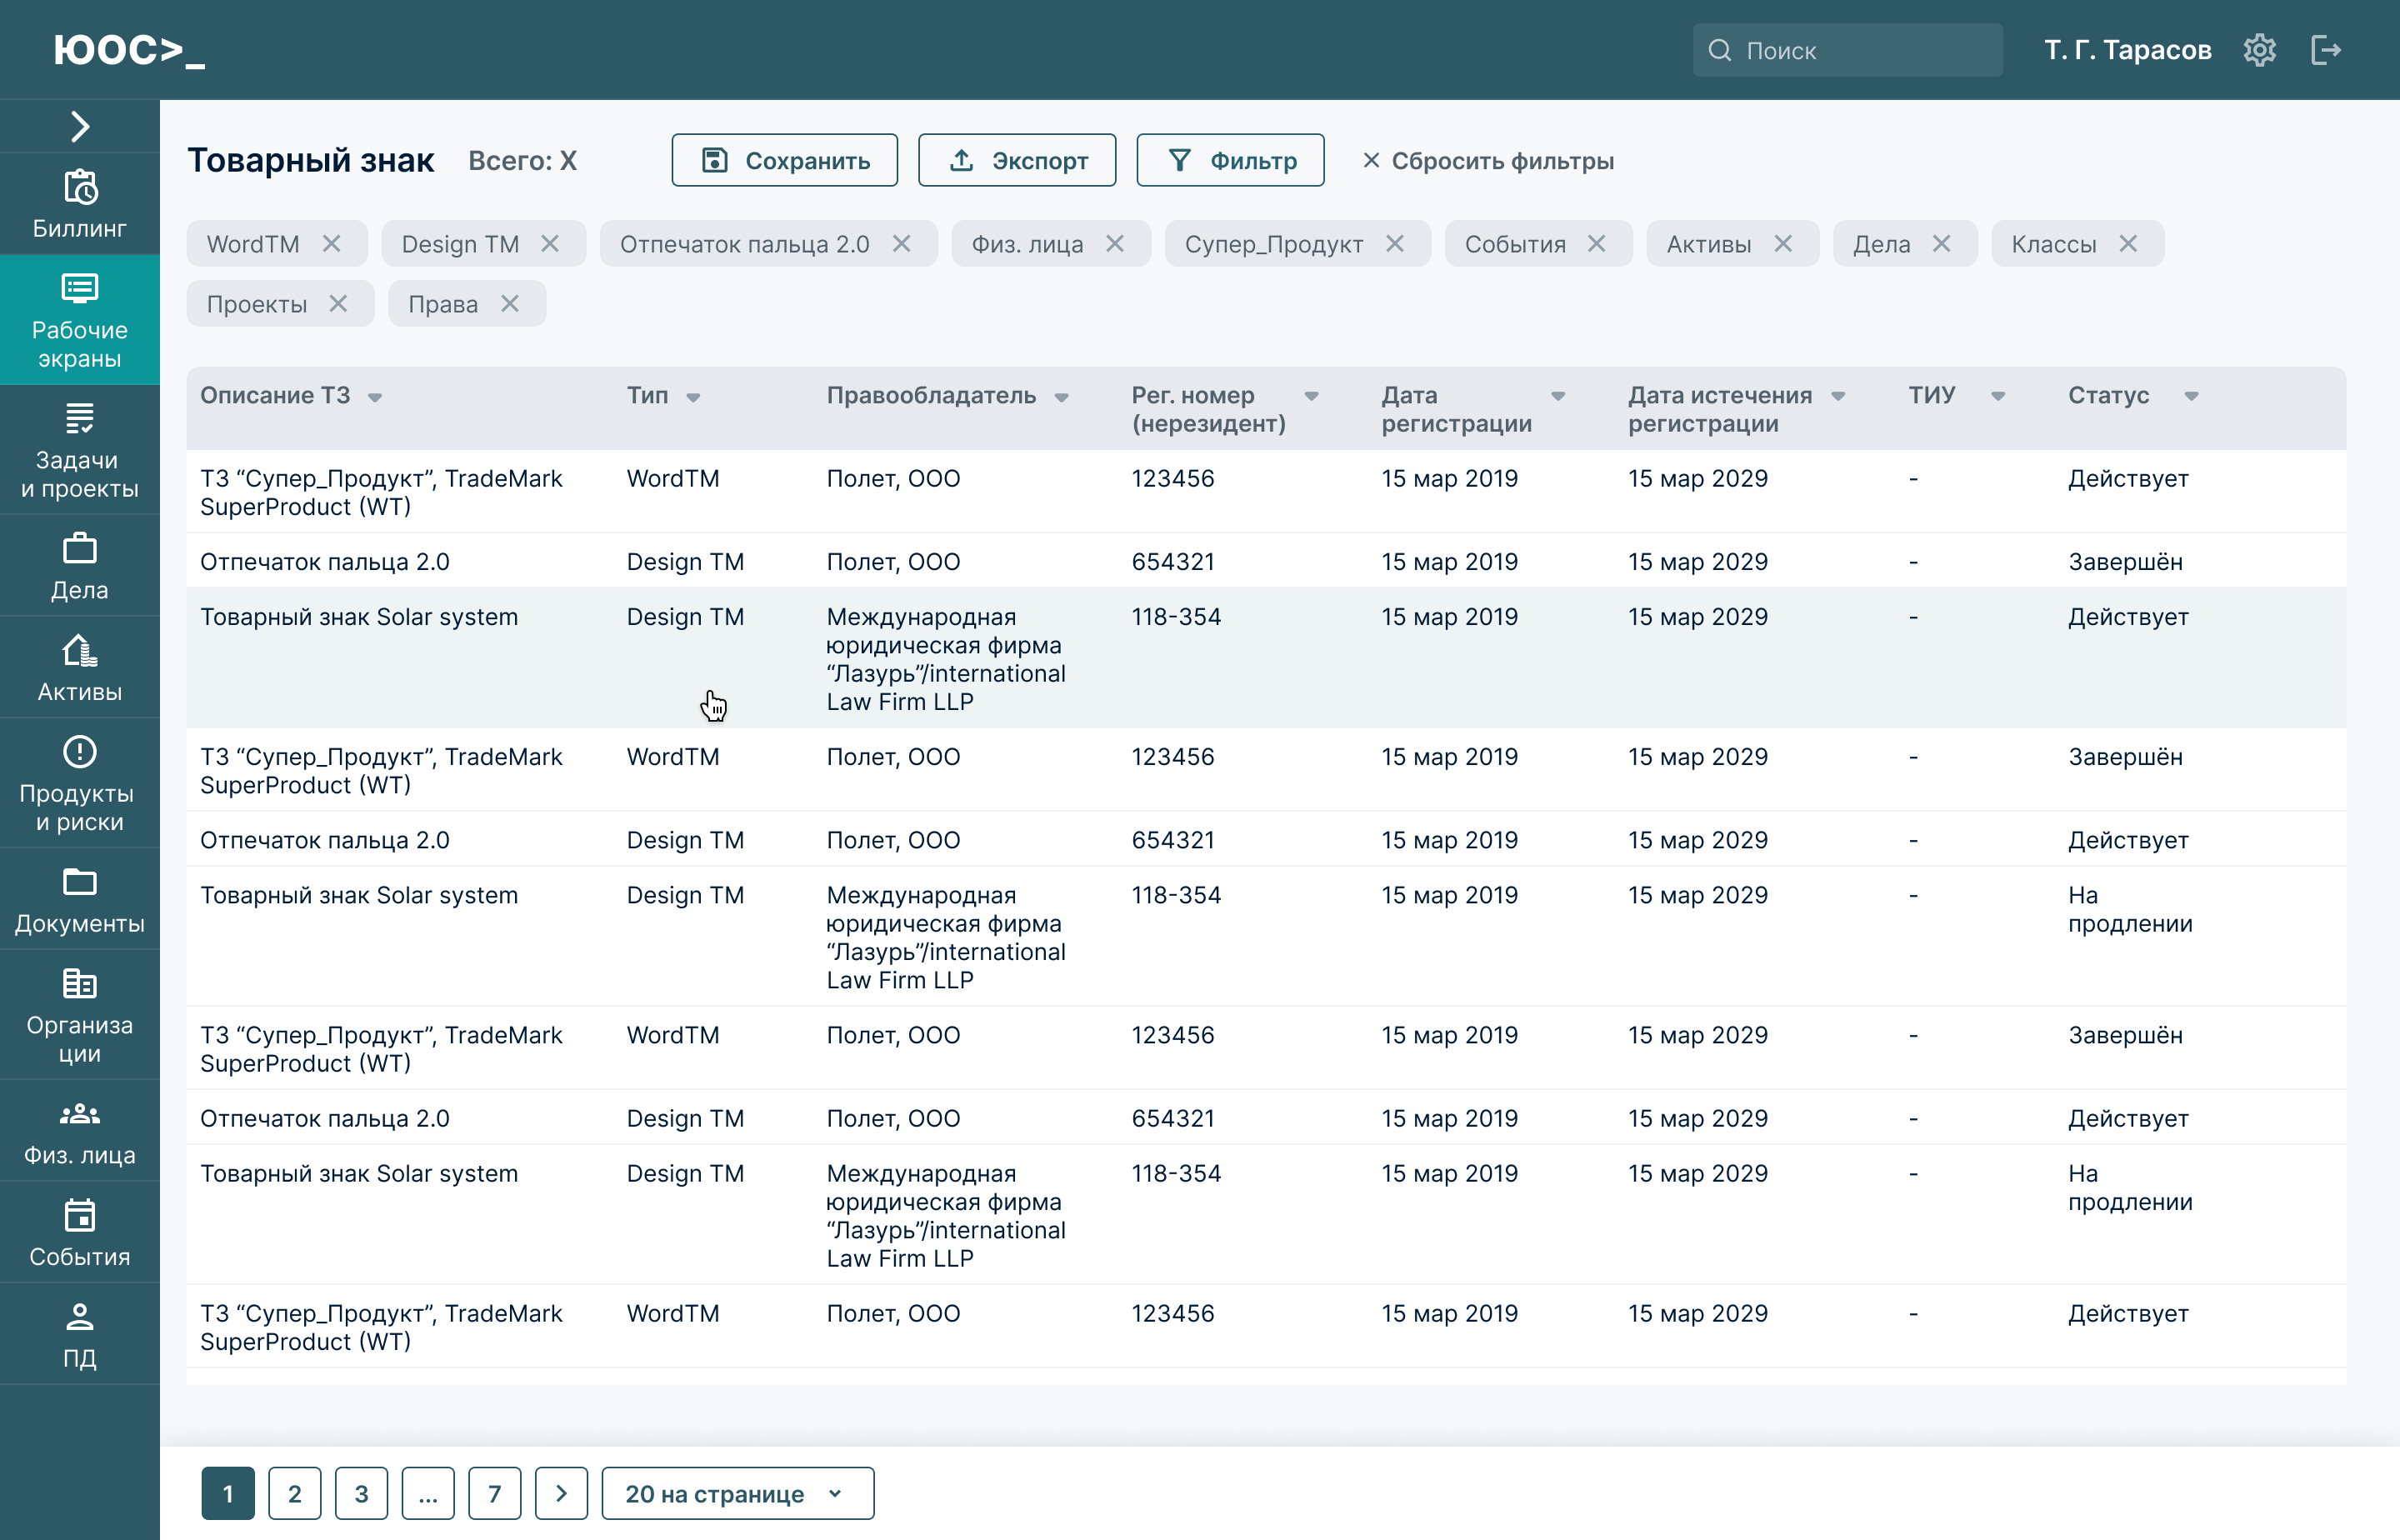 ЮОС>_
Поиск
Т. Г. Тарасов
Биллинг
Рабочие
экраны
Задачи
и проекты
Дела
Активы
Продукты
и риски
Документы
Организа
ции
Физ. лица
События
ПД
Товарный знак Всего: X Сохранить Экспорт Фильтр Сбросить фильтры
WordTM Design TM Отпечаток пальца 2.0 Физ. лица Супер_Продукт События Активы Дела Классы
Проекты Права
Описание ТЗ Тип Правообладатель Рег. номер Дата Дата истечения ТИУ Статус
(нерезидент) регистрации регистрации
ТЗ “Супер_Продукт”, TradeMark WordTM Полет, ООО 123456 15 мар 2019 15 мар 2029 - Действует
SuperProduct (WT)
Отпечаток пальца 2.0 Design TM Полет, ООО 654321 15 мар 2019 15 мар 2029 - Завершён
Товарный знак Solar system Design TM Международная 118-354 15 мар 2019 15 мар 2029 - Действует
юридическая фирма
“Лазурь”/international
Law Firm LLP
ТЗ “Супер_Продукт”, TradeMark WordTM Полет, ООО 123456 15 мар 2019 15 мар 2029 - Завершён
SuperProduct (WT)
Отпечаток пальца 2.0 Design TM Полет, ООО 654321 15 мар 2019 15 мар 2029 - Действует
Товарный знак Solar system Design TM Международная 118-354 15 мар 2019 15 мар 2029 - На
юридическая фирма продлении
“Лазурь”/international
Law Firm LLP
ТЗ “Супер_Продукт”, TradeMark WordTM Полет, ООО 123456 15 мар 2019 15 мар 2029 - Завершён
SuperProduct (WT)
Отпечаток пальца 2.0 Design TM Полет, ООО 654321 15 мар 2019 15 мар 2029 - Действует
Товарный знак Solar system Design TM Международная 118-354 15 мар 2019 15 мар 2029 - На
юридическая фирма продлении
“Лазурь”/international
Law Firm LLP
ТЗ “Супер_Продукт”, TradeMark WordTM Полет, ООО 123456 15 мар 2019 15 мар 2029 - Действует
SuperProduct (WT)
1 2 3 ... 7 20 на странице